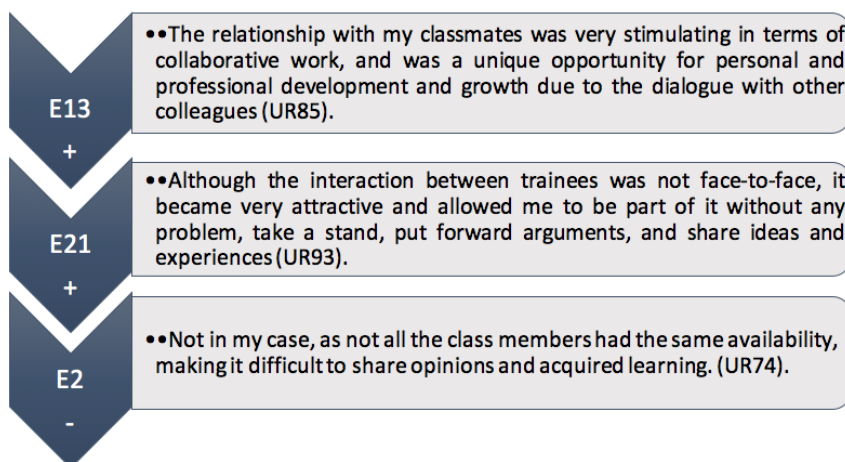 E13
+
••The relationship with my classmates was very stimulating in terms of
collaborative work, and was a unique opportunity for personal and
professional development and growth due to the dialogue with other
colleagues (UR85).
E21
+
••Although the interaction between trainees was not face-to-face, it
became very attractive and allowed me to be part of it without any
problem, take a stand, put forward arguments, and share ideas and
experiences (UR93).
E2
-
••Not in my case, as not all the class members had the same availability,
making it difficult to share opinions and acquired learning. (UR74).